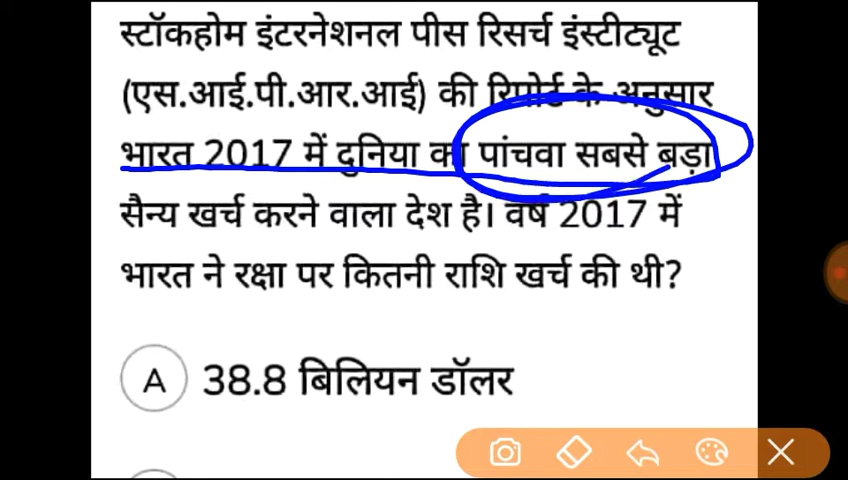 स्टॉकहोम इंटरनेशनल पीस रिसर्च इंस्टीट्यूट
(एस.आई.पी.आर.आई) की रिपोर्ट के अनुसार
भारत 2017 में दुनिया का पांचवा सबसे बड़ा
सैन्य खर्च करने वाला देश है। वर्ष 2017 में
भारत ने रक्षा पर कितनी राशि खर्च की थी?
A 38.8 बिलियन डॉलर